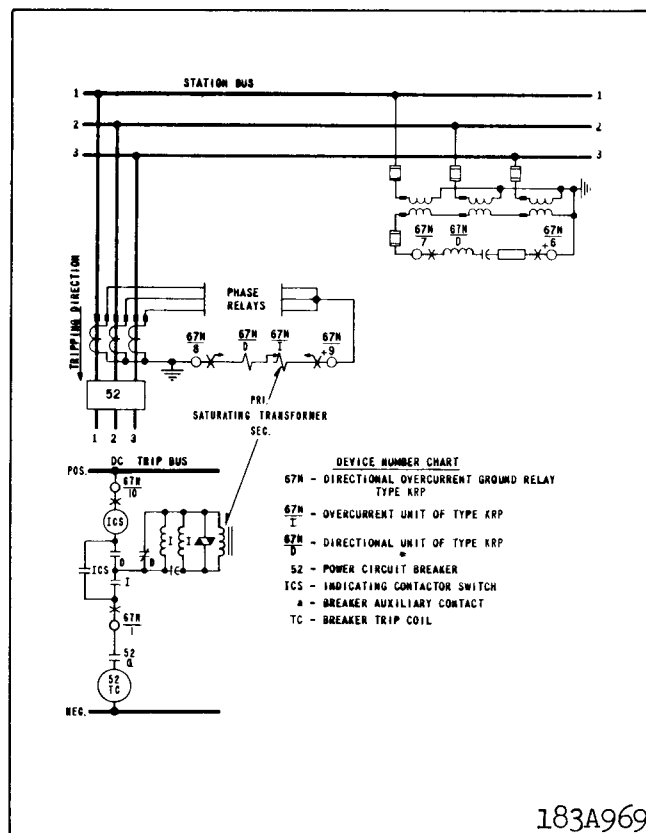 STATION BUS
1 1
2 2
3 3
67N 7
67N D
67N +6
TRIPPING DIRECTION
PHASE RELAYS
67N 8
67N D
67N I
67N +9
52
PRI.
SATURATING TRANSFORMER
SEC.
1 2 3
DC TRIP BUS
POS.
67N 10
ICS
ICS D D I I
I
67N 1
52 a
52 TC
NEG.
DEVICE NUMBER CHART
67N - DIRECTIONAL OVERCURRENT GROUND RELAY
TYPE KRP
67N I - OVERCURRENT UNIT OF TYPE KRP
67N D - DIRECTIONAL UNIT OF TYPE KRP
52 - POWER CIRCUIT BREAKER
ICS - INDICATING CONTACTOR SWITCH
a - BREAKER AUXILIARY CONTACT
TC - BREAKER TRIP COIL
183A969